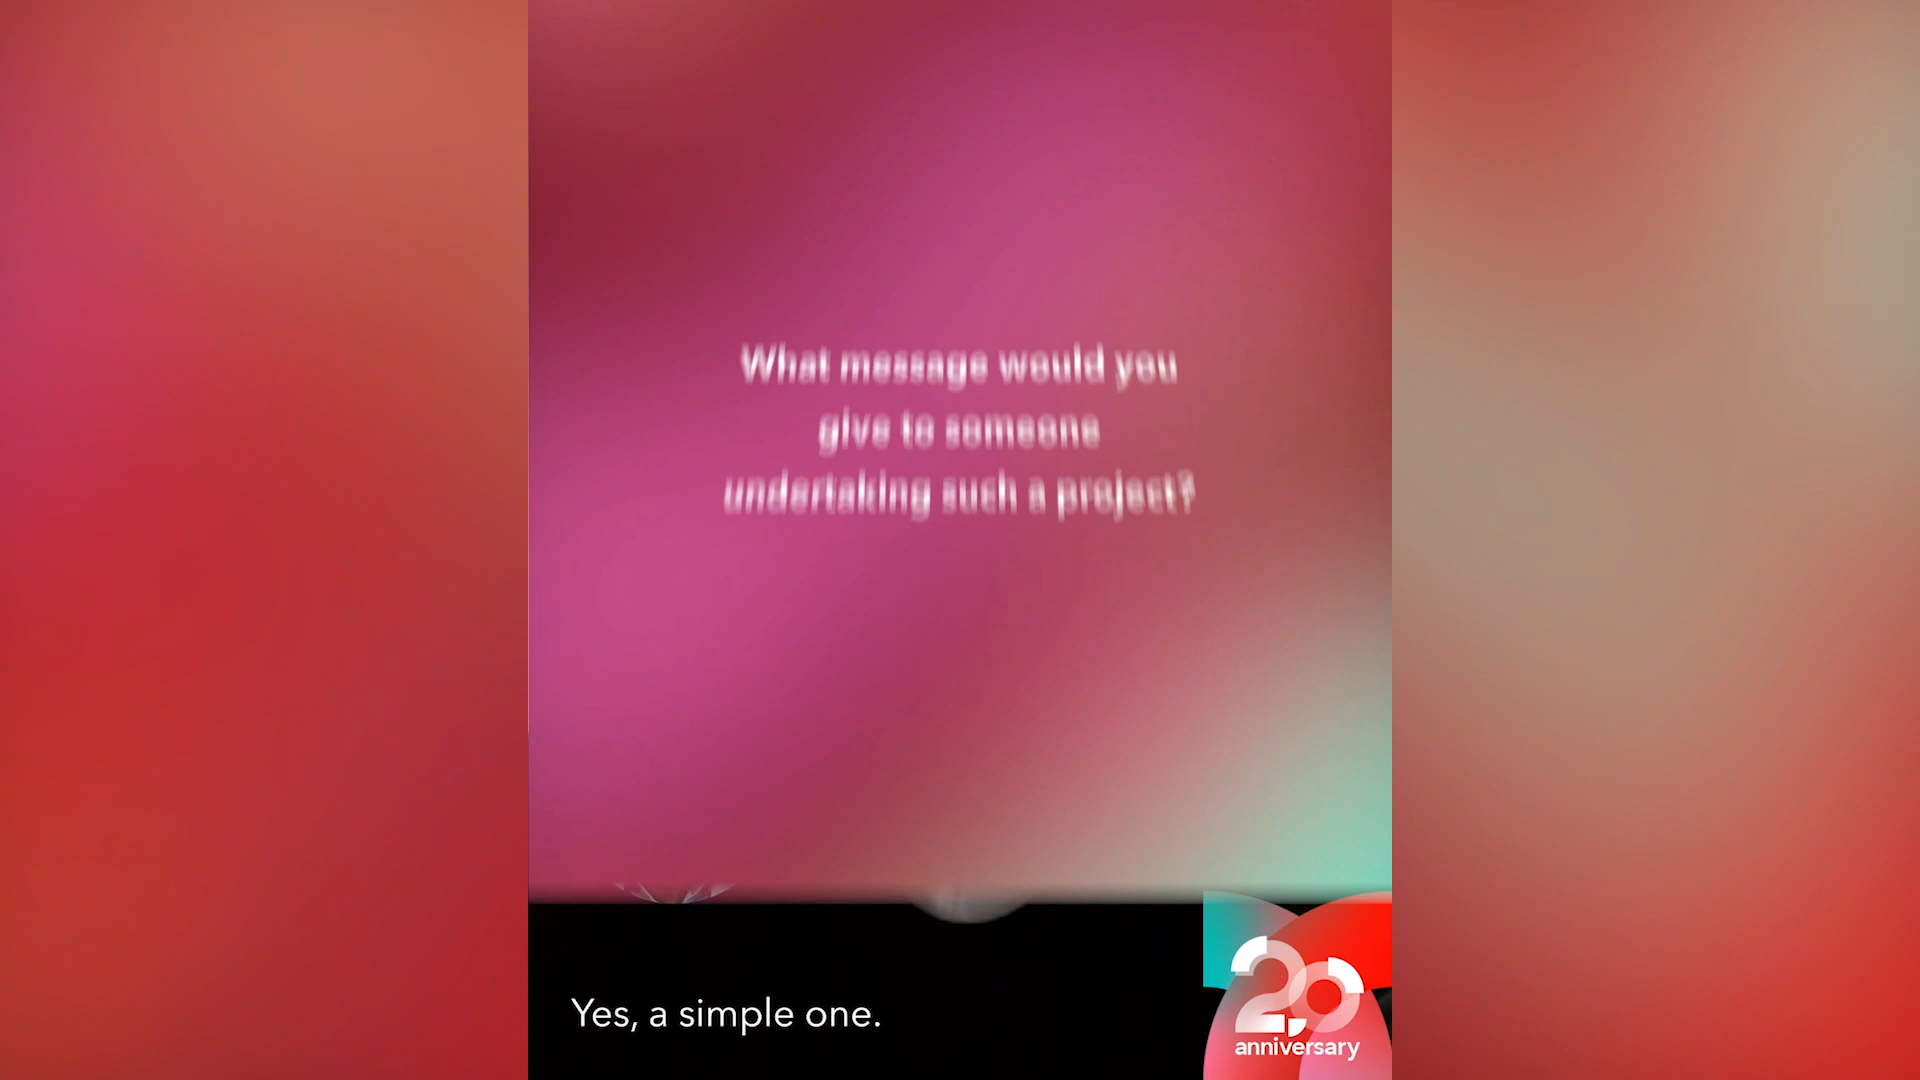 What message would you
give to someone
undertaking such a project?
Yes, a simple one.
20
anniversary